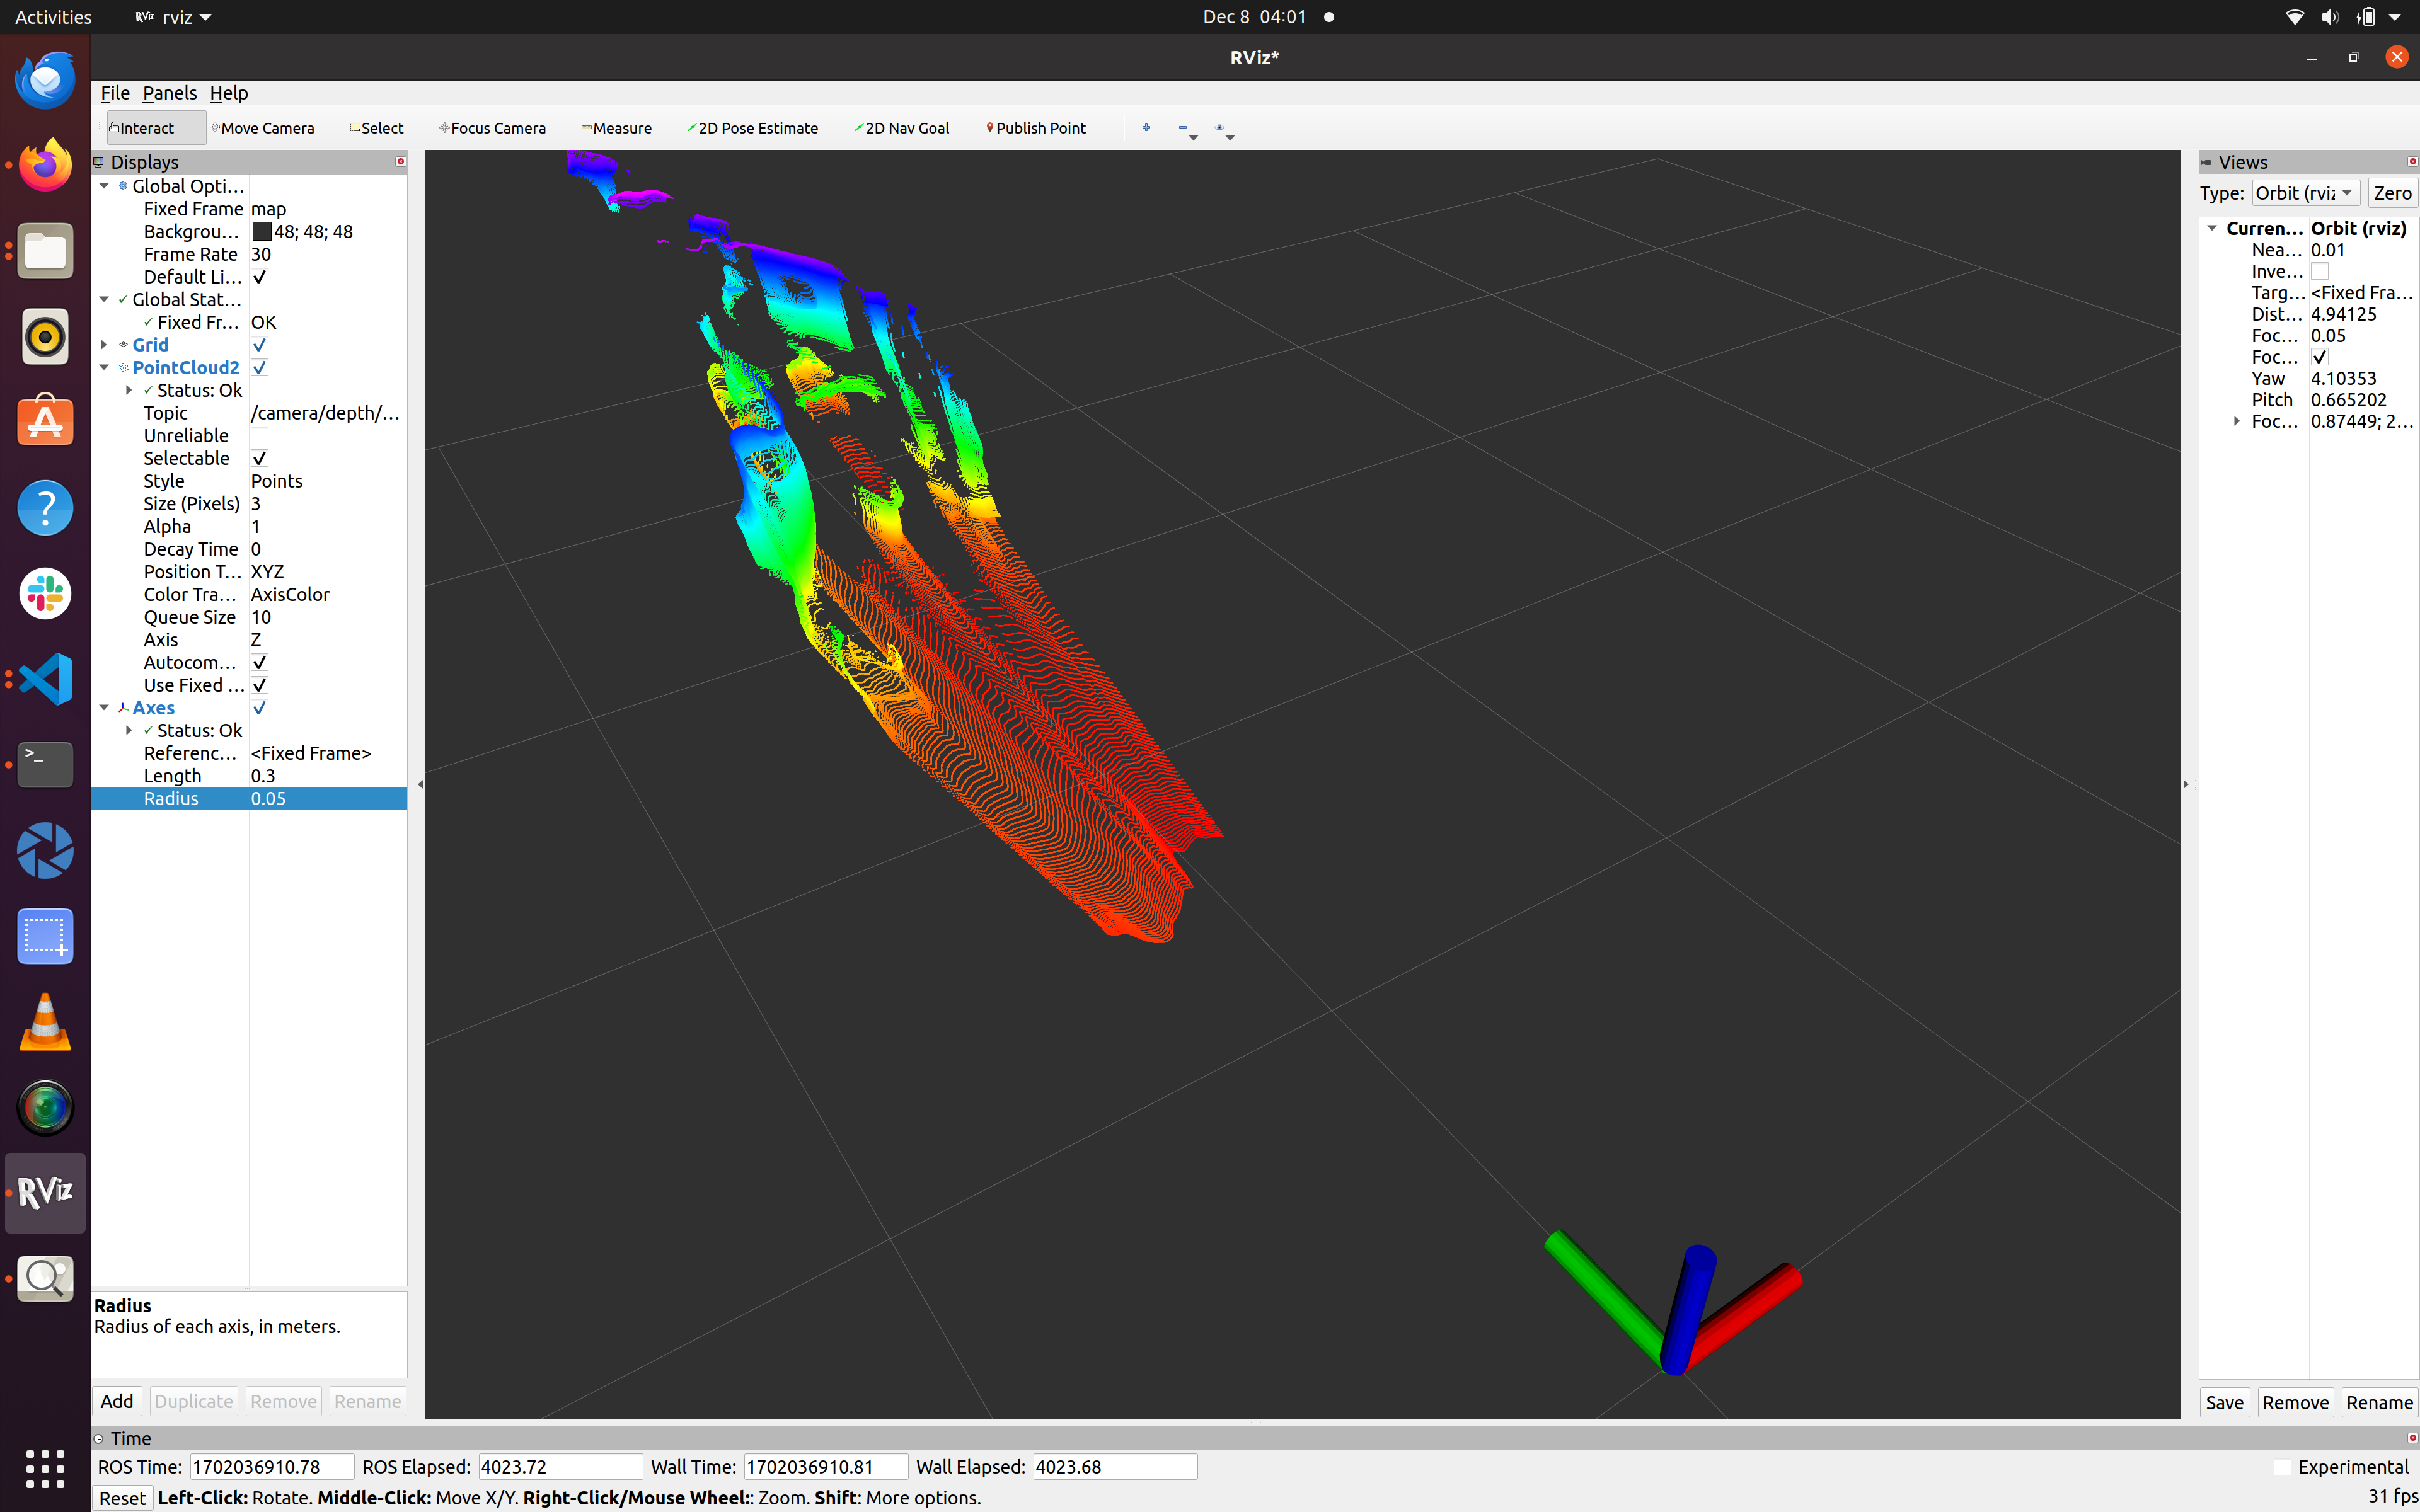 Activities RViz rviz Dec 8 04:01
RViz*
File Panels Help
Interact Move Camera Select Focus Camera Measure 2D Pose Estimate 2D Nav Goal Publish Point
Displays
Global Opti...
Fixed Frame map
Backgrou... 48; 48; 48
Frame Rate 30
Default Li...
Global Stat...
Fixed Fr... OK
Grid
PointCloud2
Status: Ok
Topic /camera/depth/...
Unreliable
Selectable
Style Points
Size (Pixels) 3
Alpha 1
Decay Time 0
Position T... XYZ
Color Tra... AxisColor
Queue Size 10
Axis Z
Autocom...
Use Fixed ...
Axes
Status: Ok
Referenc... <Fixed Frame>
Length 0.3
Radius 0.05
Radius
Radius of each axis, in meters.
Add Duplicate Remove Rename
Views
Type: Orbit (rviz Zero
Curren... Orbit (rviz)
Nea... 0.01
Inve...
Targ... <Fixed Fra...
Dist... 4.94125
Foc... 0.05
Foc...
Yaw 4.10353
Pitch 0.665202
Foc... 0.87449; 2...
Save Remove Rename
RViz
Time
ROS Time: 1702036910.78 ROS Elapsed: 4023.72 Wall Time: 1702036910.81 Wall Elapsed: 4023.68 Experimental
Reset Left-Click: Rotate. Middle-Click: Move X/Y. Right-Click/Mouse Wheel:: Zoom. Shift: More options. 31 fps